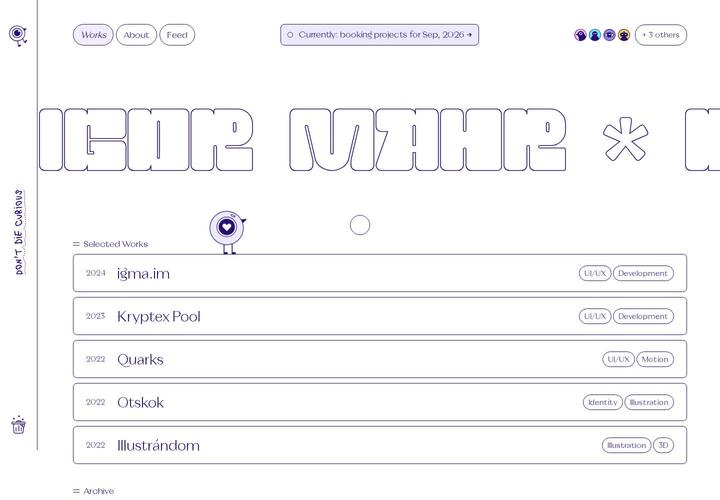 Works About Feed
Currently: booking projects for Sep, 2026 →
+ 3 others
IGOR MAHR *
DON'T DIE CURIOUS
Selected Works
2024 igma.im UI/UX Development
2023 Kryptex Pool UI/UX Development
2022 Quarks UI/UX Motion
2022 Otskok Identity Illustration
2022 Illustrándom Illustration 3D
Archive